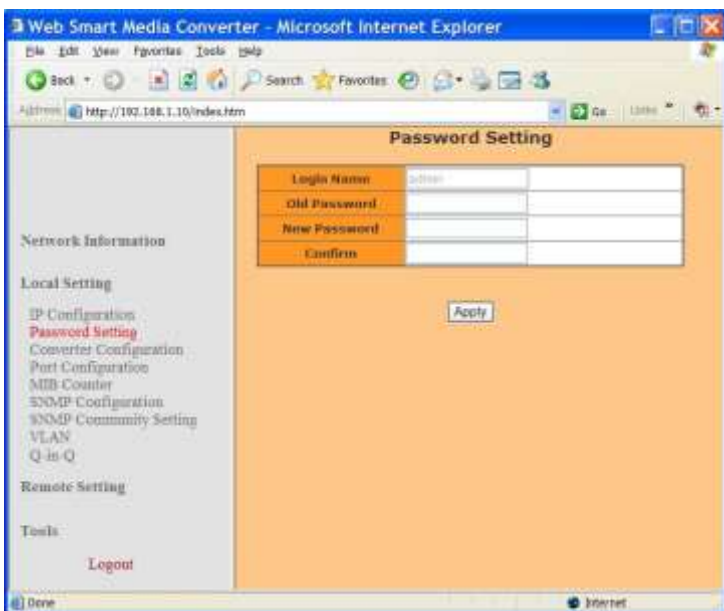 Web Smart Media Converter - Microsoft Internet Explorer
File Edit View Favorites Tools Help
Back Search Favorites
Address http://192.168.1.10/index.htm Go Links
Password Setting
Login Name admin
Old Password
New Password
Confirm
Apply
Network Information
Local Setting
IP Configuration
Password Setting
Converter Configuration
Port Configuration
MIB Counter
SNMP Configuration
SNMP Community Setting
VLAN
Q-in-Q
Remote Setting
Tools
Logout
Done Internet